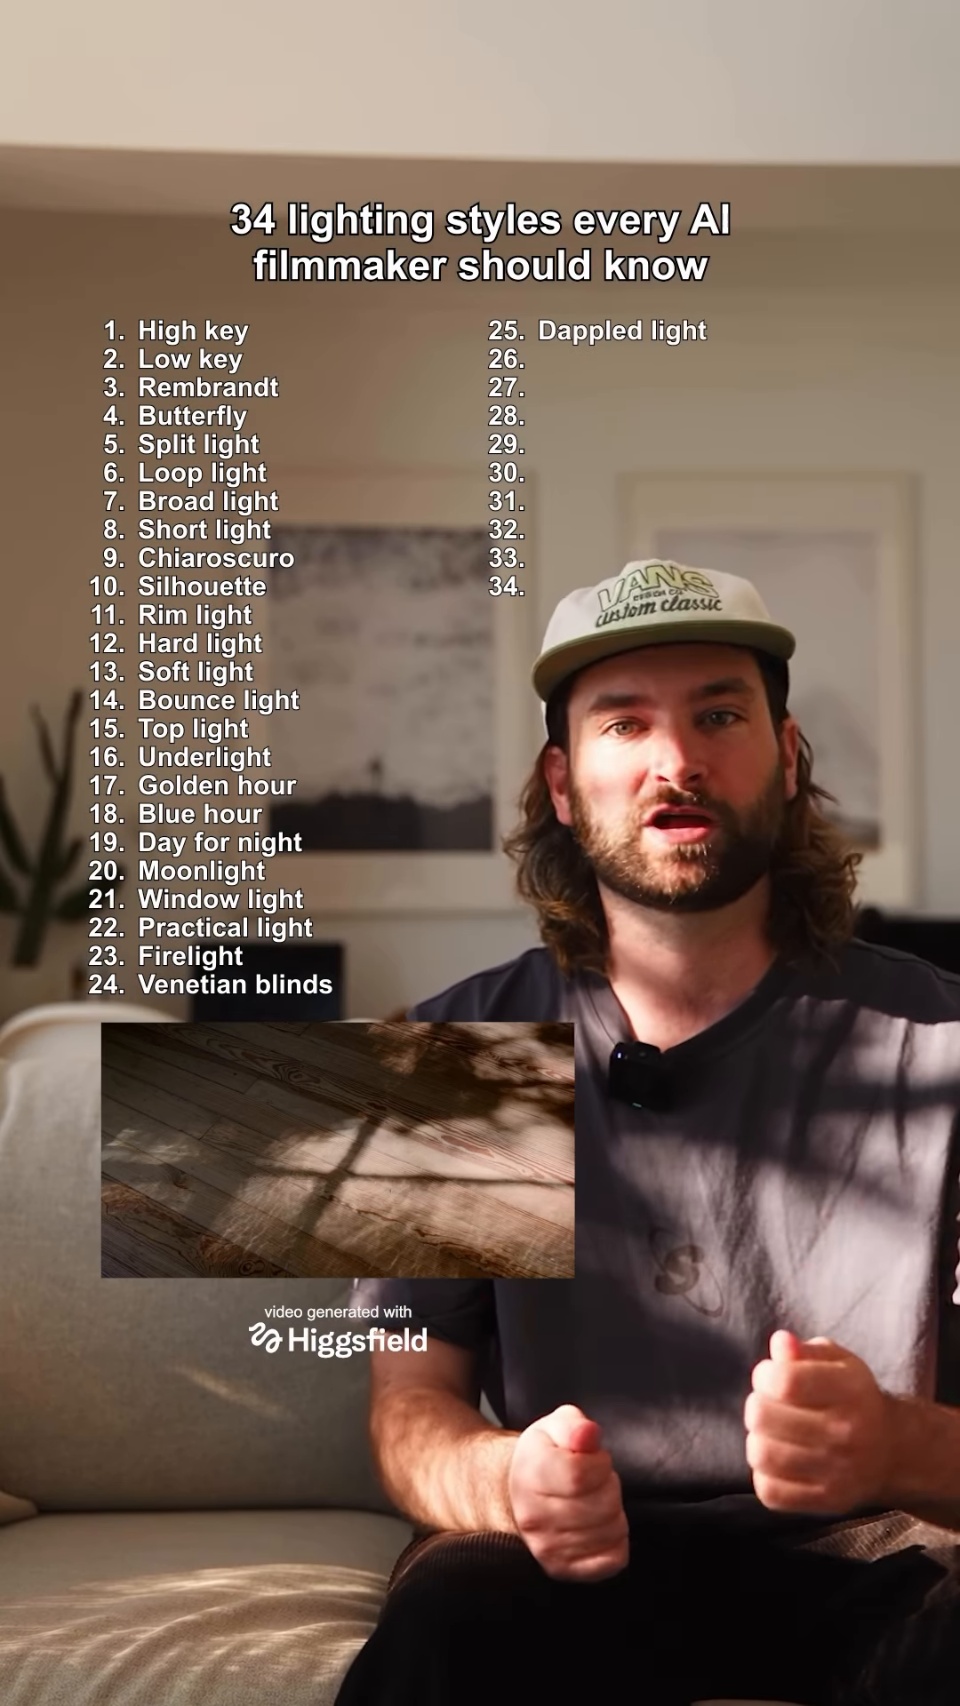 34 lighting styles every AI
filmmaker should know
1. High key
2. Low key
3. Rembrandt
4. Butterfly
5. Split light
6. Loop light
7. Broad light
8. Short light
9. Chiaroscuro
10. Silhouette
11. Rim light
12. Hard light
13. Soft light
14. Bounce light
15. Top light
16. Underlight
17. Golden hour
18. Blue hour
19. Day for night
20. Moonlight
21. Window light
22. Practical light
23. Firelight
24. Venetian blinds
25. Dappled light
26.
27.
28.
29.
30.
31.
32.
33.
34.
VANS
custom classic
video generated with
Higgsfield